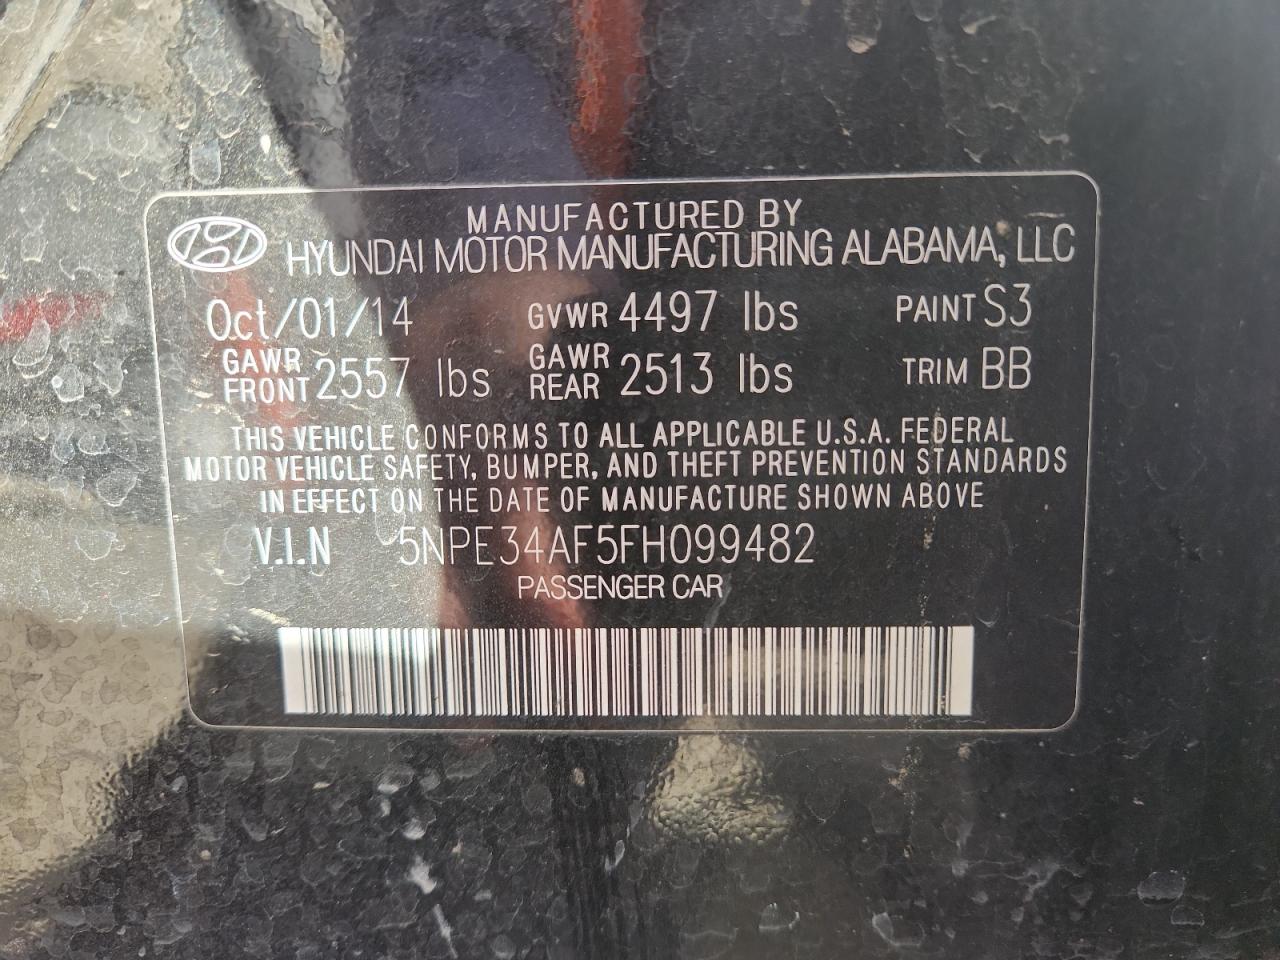 MANUFACTURED BY
HYUNDAI MOTOR MANUFACTURING ALABAMA, LLC
Oct/01/14 GVWR 4497 lbs PAINT S3
GAWR FRONT 2557 lbs GAWR REAR 2513 lbs TRIM BB
THIS VEHICLE CONFORMS TO ALL APPLICABLE U.S.A. FEDERAL
MOTOR VEHICLE SAFETY, BUMPER, AND THEFT PREVENTION STANDARDS
IN EFFECT ON THE DATE OF MANUFACTURE SHOWN ABOVE
V.I.N 5NPE34AF5FH099482
PASSENGER CAR